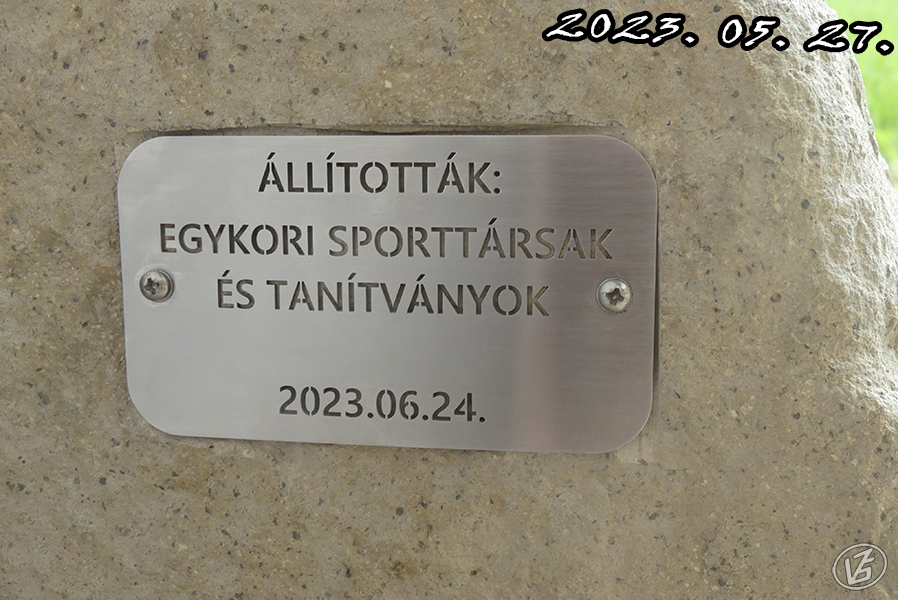 2023. 05. 27.
ÁLLÍTOTTÁK:
EGYKORI SPORTTÁRSAK
ÉS TANÍTVÁNYOK
2023.06.24.